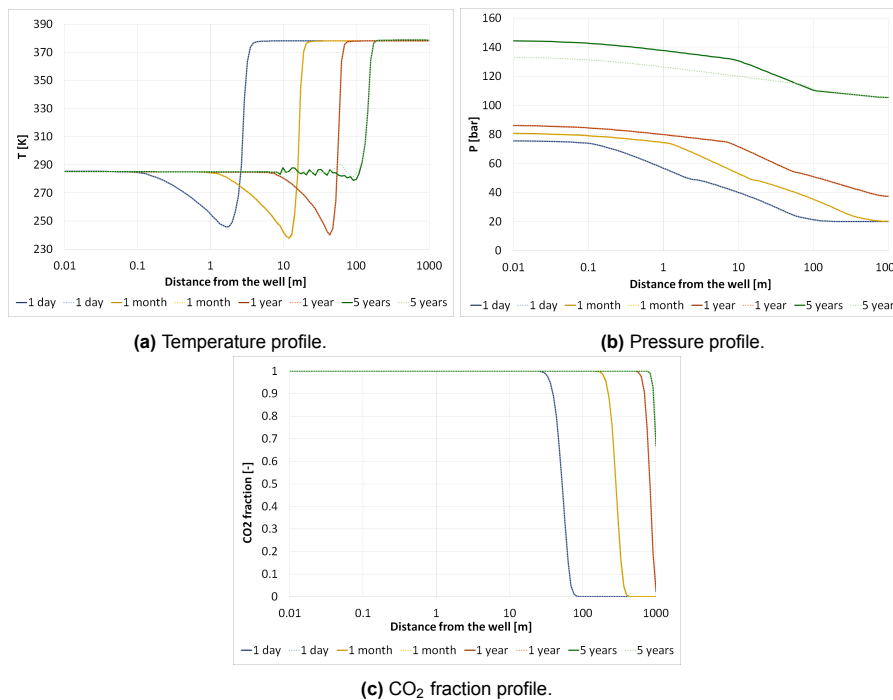 390
370
350
330
310
290
270
250
230
T [K]
0.01 0.1 1 10 100 1000
Distance from the well [m]
1 day 1 day 1 month 1 month 1 year 1 year 5 years 5 years
(a) Temperature profile.
160
140
120
100
80
60
40
20
0
P [bar]
0.01 0.1 1 10 100 1000
Distance from the well [m]
1 day 1 day 1 month 1 month 1 year 1 year 5 years 5 years
(b) Pressure profile.
1
0.9
0.8
0.7
0.6
0.5
0.4
0.3
0.2
0.1
0
CO2 fraction [-]
0.01 0.1 1 10 100 1000
Distance from the well [m]
1 day 1 day 1 month 1 month 1 year 1 year 5 years 5 years
(c) CO₂ fraction profile.